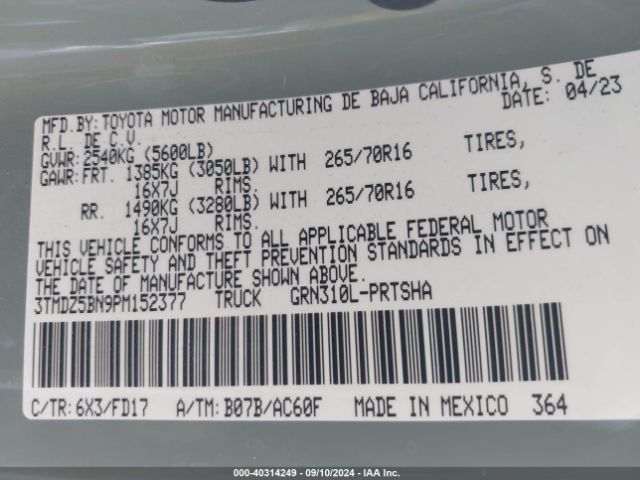 MFD.BY: TOYOTA MOTOR MANUFACTURING DE BAJA CALIFORNIA, S. DE
R.L. DE C.V. DATE: 04/23
GVWR: 2540KG (5600LB)
GAWR: FRT. 1385KG (3050LB) WITH 265/70R16 TIRES,
16X7J RIMS.
RR. 1490KG (3280LB) WITH 265/70R16 TIRES,
16X7J RIMS.
THIS VEHICLE CONFORMS TO ALL APPLICABLE FEDERAL MOTOR
VEHICLE SAFETY AND THEFT PREVENTION STANDARDS IN EFFECT ON
THE DATE OF MANUFACTURE SHOWN ABOVE.
3TMDZ5BN9PM152377 TRUCK GRN310L-PRTSHA
C/TR: 6X3/FD17 A/TM: B07B/AC60F MADE IN MEXICO 364
000-40314249 - 09/10/2024 - IAAI.COM